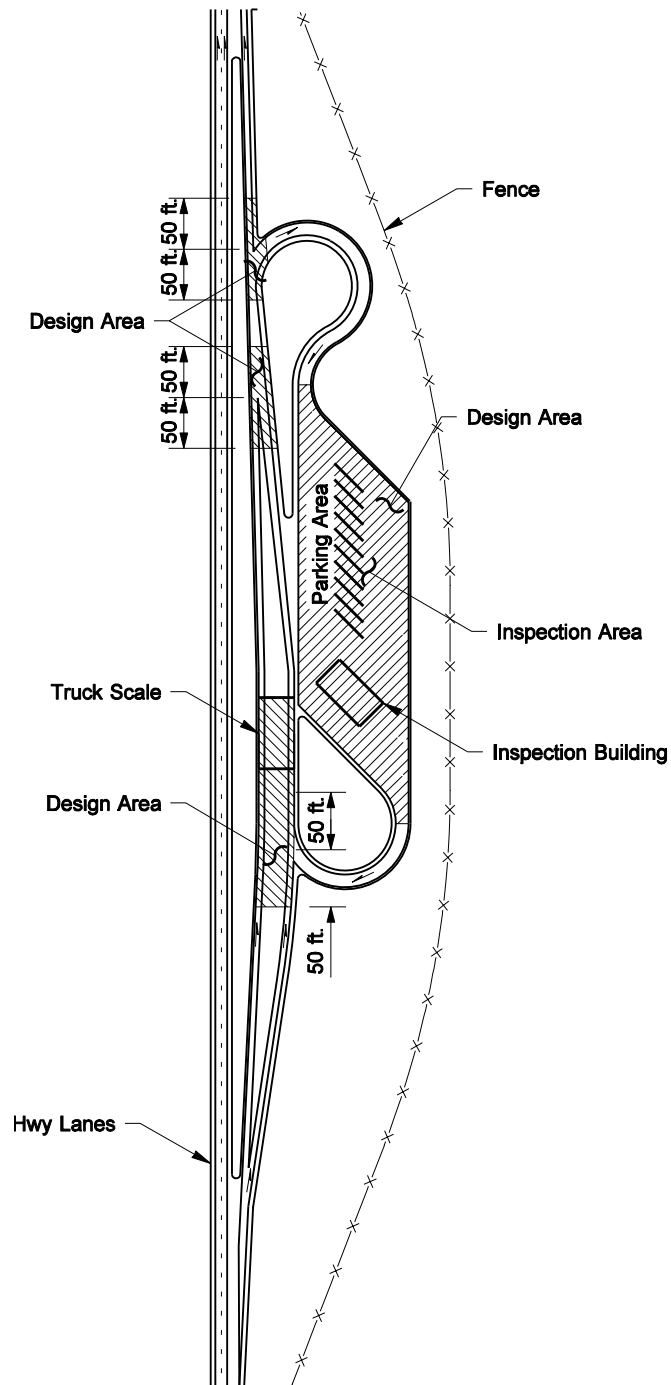 Fence
50 ft.
50 ft.
Design Area
50 ft.
50 ft.
Design Area
Parking Area
Inspection Area
Truck Scale
Inspection Building
Design Area
50 ft.
50 ft.
Hwy Lanes